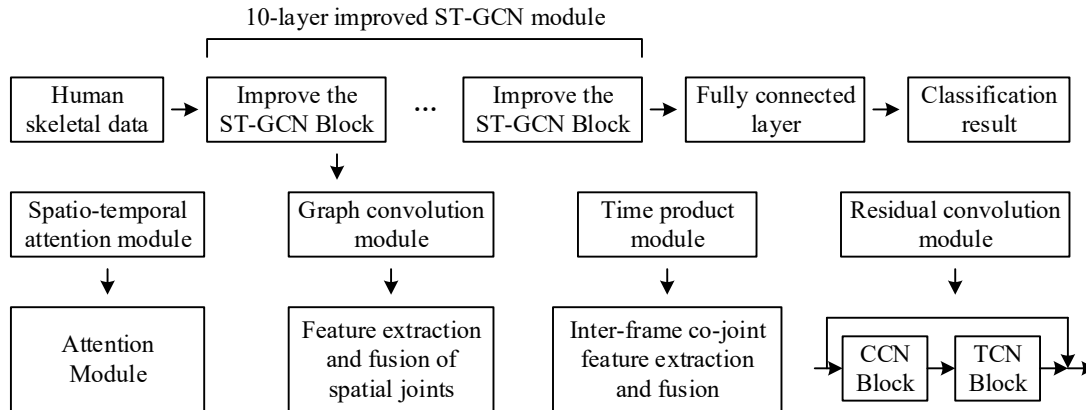 10-layer improved ST-GCN module
Human
skeletal data
Improve the
ST-GCN Block
...
Improve the
ST-GCN Block
Fully connected
layer
Classification
result
Spatio-temporal
attention module
Graph convolution
module
Time product
module
Residual convolution
module
Attention
Module
Feature extraction
and fusion of
spatial joints
Inter-frame co-joint
feature extraction
and fusion
CCN
Block
TCN
Block